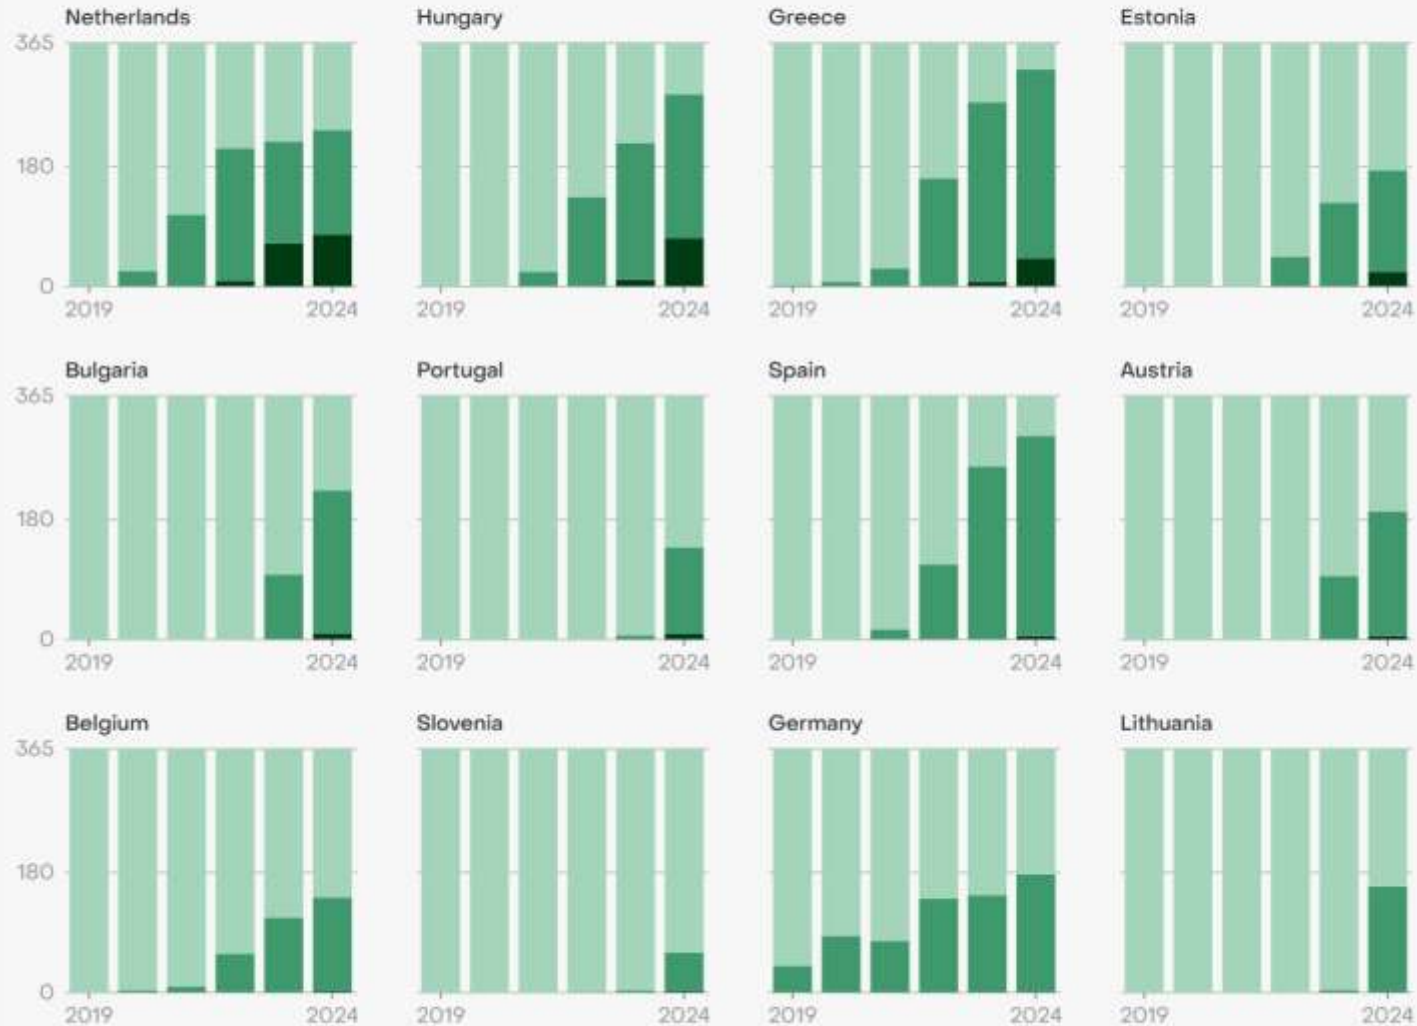 Netherlands Hungary Greece Estonia
365
180
0
2019 2024 2019 2024 2019 2024 2019 2024
Bulgaria Portugal Spain Austria
365
180
0
2019 2024 2019 2024 2019 2024 2019 2024
Belgium Slovenia Germany Lithuania
365
180
0
2019 2024 2019 2024 2019 2024 2019 2024